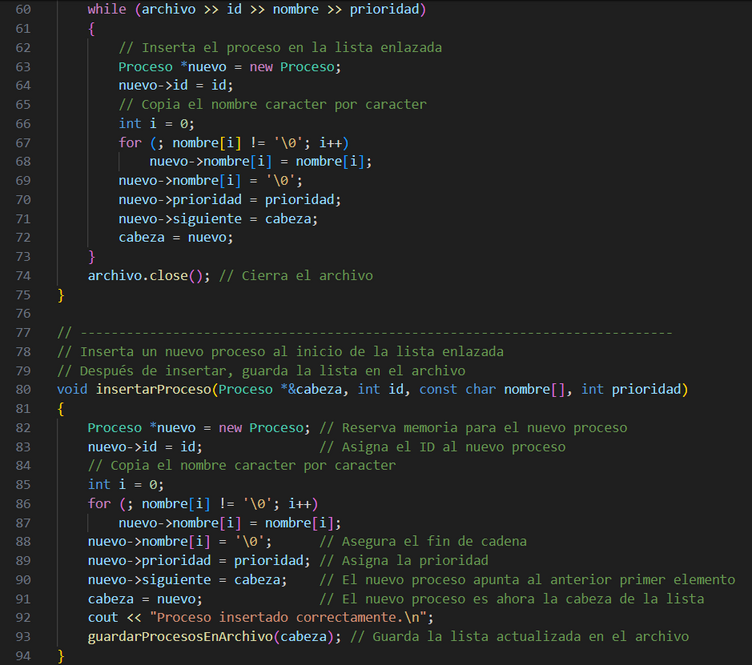 60 while (archivo >> id >> nombre >> prioridad)
61 {
62 // Inserta el proceso en la lista enlazada
63 Proceso *nuevo = new Proceso;
64 nuevo->id = id;
65 // Copia el nombre caracter por caracter
66 int i = 0;
67 for (; nombre[i] != '\0'; i++)
68 nuevo->nombre[i] = nombre[i];
69 nuevo->nombre[i] = '\0';
70 nuevo->prioridad = prioridad;
71 nuevo->siguiente = cabeza;
72 cabeza = nuevo;
73 }
74 archivo.close(); // Cierra el archivo
75 }
76
77 // -----------------------------------------------------------------------------
78 // Inserta un nuevo proceso al inicio de la lista enlazada
79 // Después de insertar, guarda la lista en el archivo
80 void insertarProceso(Proceso *&cabeza, int id, const char nombre[], int prioridad)
81 {
82 Proceso *nuevo = new Proceso; // Reserva memoria para el nuevo proceso
83 nuevo->id = id; // Asigna el ID al nuevo proceso
84 // Copia el nombre caracter por caracter
85 int i = 0;
86 for (; nombre[i] != '\0'; i++)
87 nuevo->nombre[i] = nombre[i];
88 nuevo->nombre[i] = '\0'; // Asegura el fin de cadena
89 nuevo->prioridad = prioridad; // Asigna la prioridad
90 nuevo->siguiente = cabeza; // El nuevo proceso apunta al anterior primer elemento
91 cabeza = nuevo; // El nuevo proceso es ahora la cabeza de la lista
92 cout << "Proceso insertado correctamente.\n";
93 guardarProcesosEnArchivo(cabeza); // Guarda la lista actualizada en el archivo
94 }